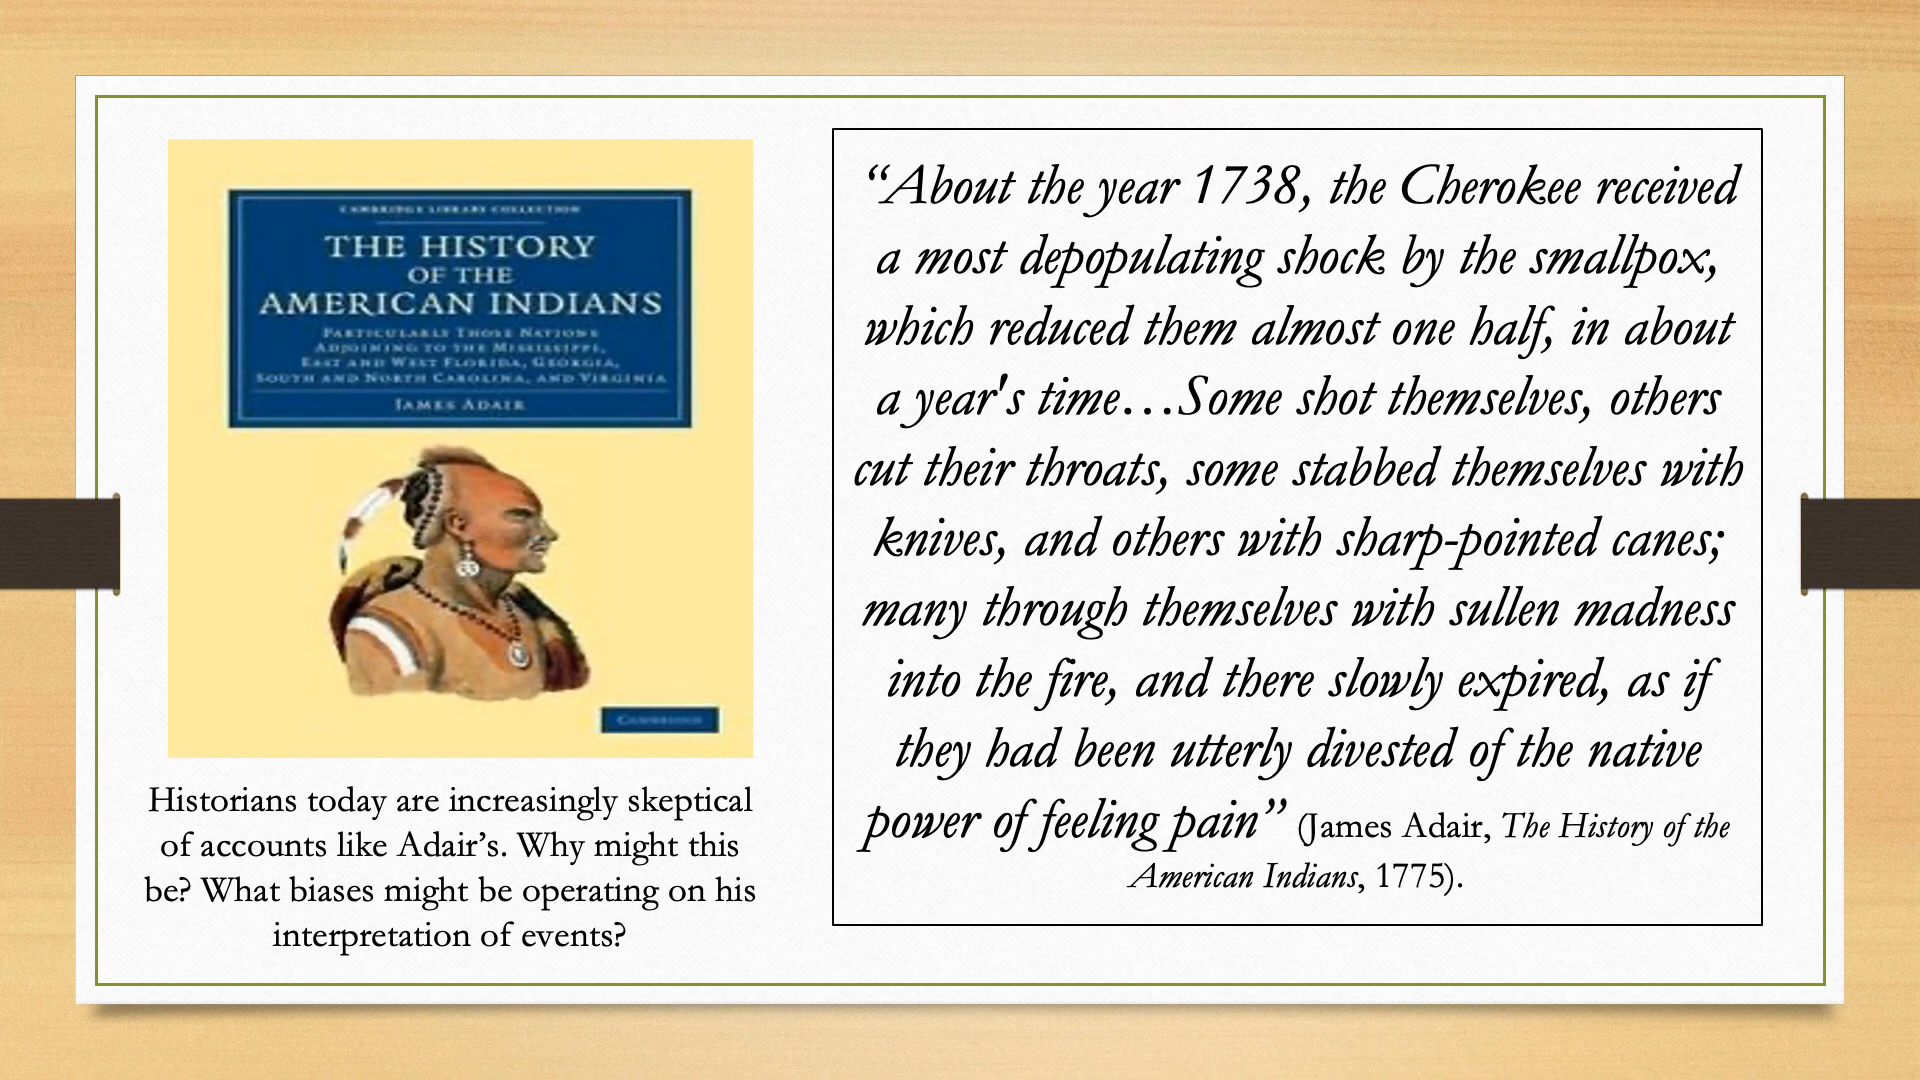 CAMBRIDGE LIBRARY COLLECTION
THE HISTORY
OF THE
AMERICAN INDIANS
PARTICULARLY THOSE NATIONS
ADJOINING TO THE MISSISSIPPI,
EAST AND WEST FLORIDA, GEORGIA,
SOUTH AND NORTH CAROLINA, AND VIRGINIA
JAMES ADAIR
CAMBRIDGE
Historians today are increasingly skeptical
of accounts like Adair’s. Why might this
be? What biases might be operating on his
interpretation of events?
“About the year 1738, the Cherokee received
a most depopulating shock by the smallpox,
which reduced them almost one half, in about
a year's time…Some shot themselves, others
cut their throats, some stabbed themselves with
knives, and others with sharp-pointed canes;
many through themselves with sullen madness
into the fire, and there slowly expired, as if
they had been utterly divested of the native
power of feeling pain” (James Adair, The History of the
American Indians, 1775).